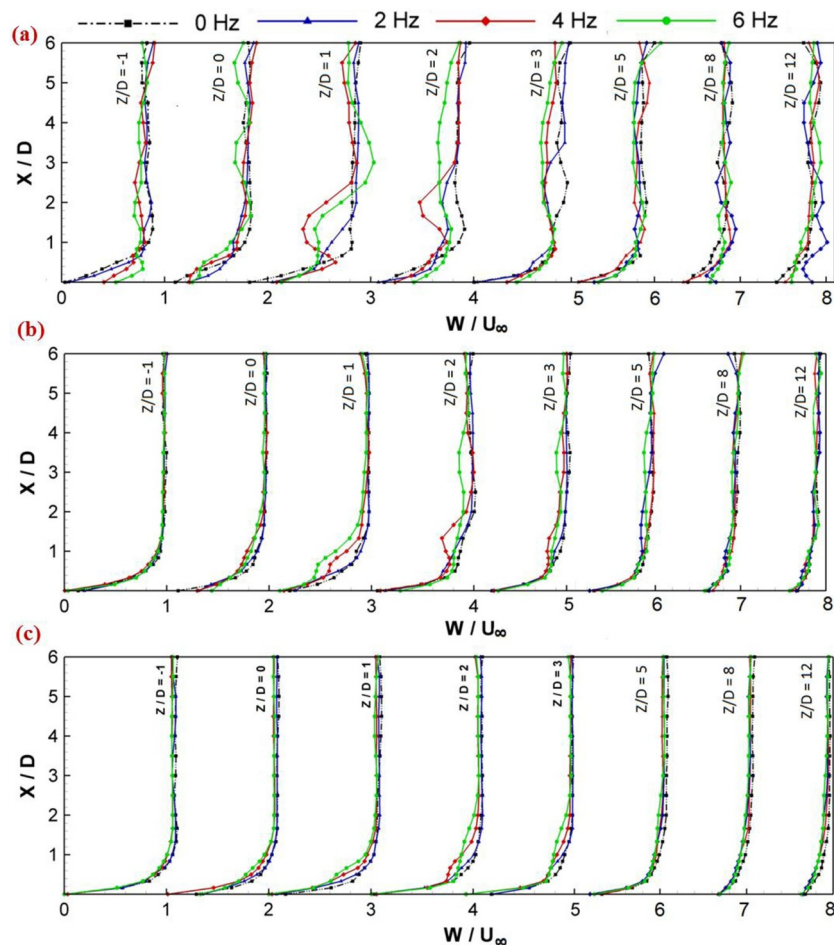 0 Hz 2 Hz 4 Hz 6 Hz
(a)
6
5
4
3
2
1
X / D
Z/D = -1
Z/D = 0
Z/D = 1
Z/D = 2
Z/D = 3
Z/D = 5
Z/D = 8
Z/D = 12
0 1 2 3 4 5 6 7 8
W / U∞
(b)
6
5
4
3
2
1
X / D
Z/D = -1
Z/D = 0
Z/D = 1
Z/D = 2
Z/D = 3
Z/D = 5
Z/D = 8
Z/D = 12
0 1 2 3 4 5 6 7 8
W / U∞
(c)
6
5
4
3
2
1
X / D
Z / D = -1
Z / D = 0
Z / D = 1
Z / D = 2
Z / D = 3
Z/D = 5
Z/D = 8
Z/D = 12
0 1 2 3 4 5 6 7 8
W / U∞